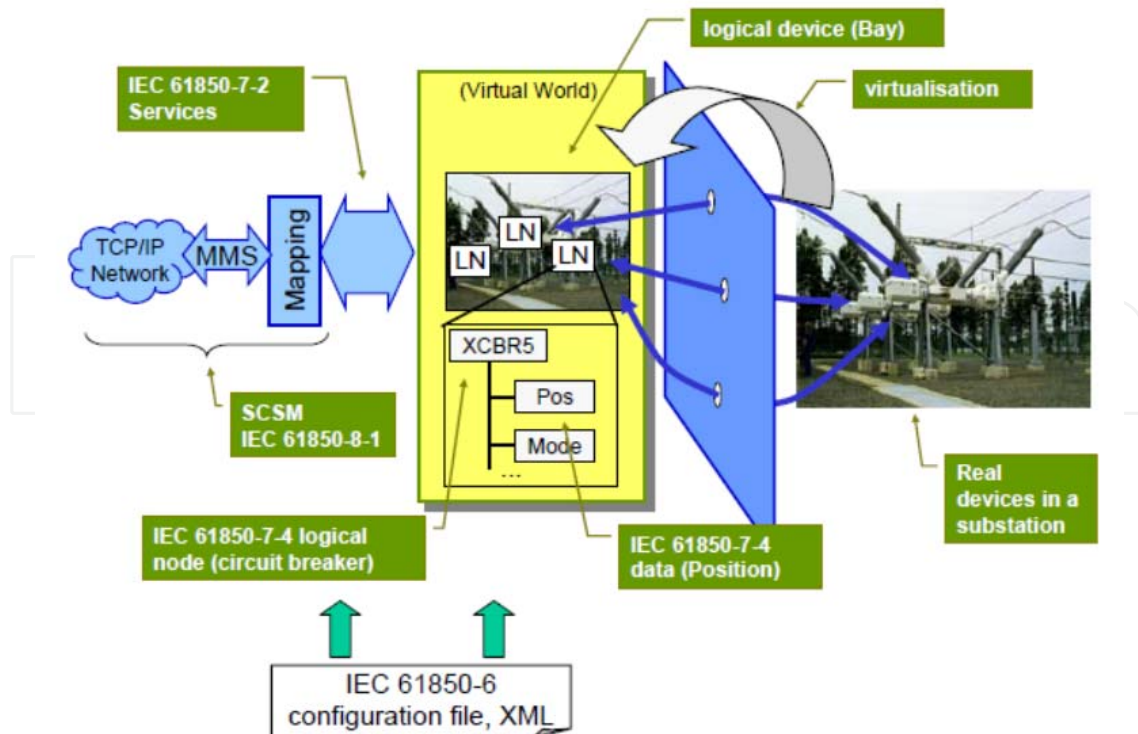 logical device (Bay)
IEC 61850-7-2
Services
(Virtual World)
virtualisation
TCP/IP
Network
MMS
Mapping
LN
LN
LN
XCBR5
Pos
Mode
...
SCSM
IEC 61850-8-1
Real
devices in a
substation
IEC 61850-7-4 logical
node (circuit breaker)
IEC 61850-7-4
data (Position)
IEC 61850-6
configuration file, XML